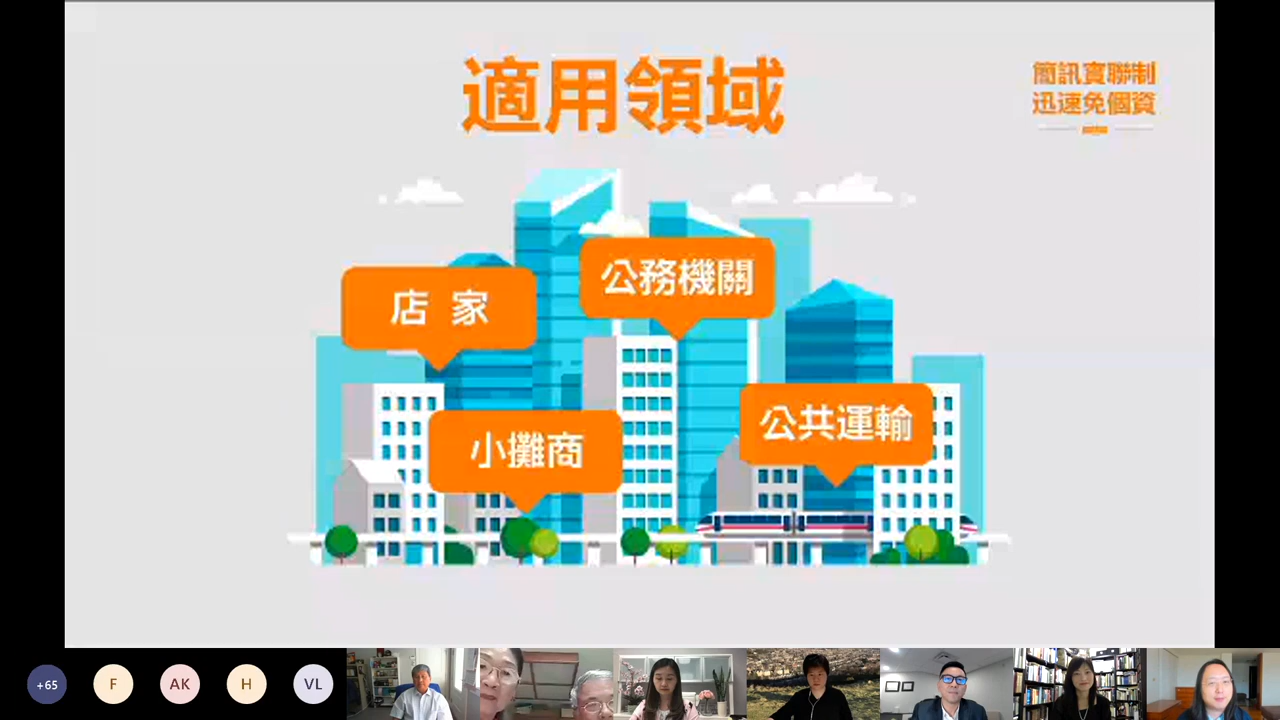 適用領域
簡訊實聯制
迅速免個資
公務機關
店 家
公共運輸
小攤商
+65
F
AK
H
VL